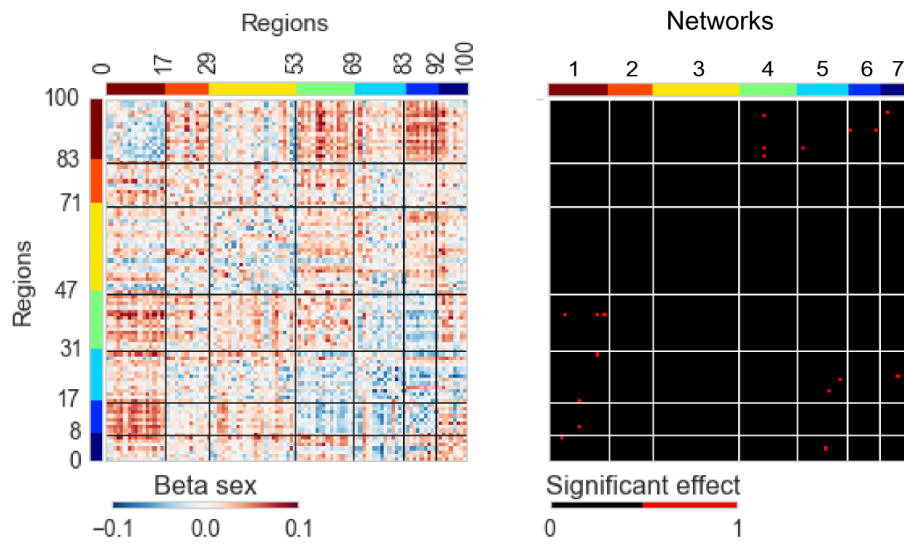 Regions
0 17 29 53 69 83 92 100
100
83
71
47
31
17
8
0
Regions
Beta sex
−0.1 0.0 0.1
Networks
1 2 3 4 5 6 7
Significant effect
0 1